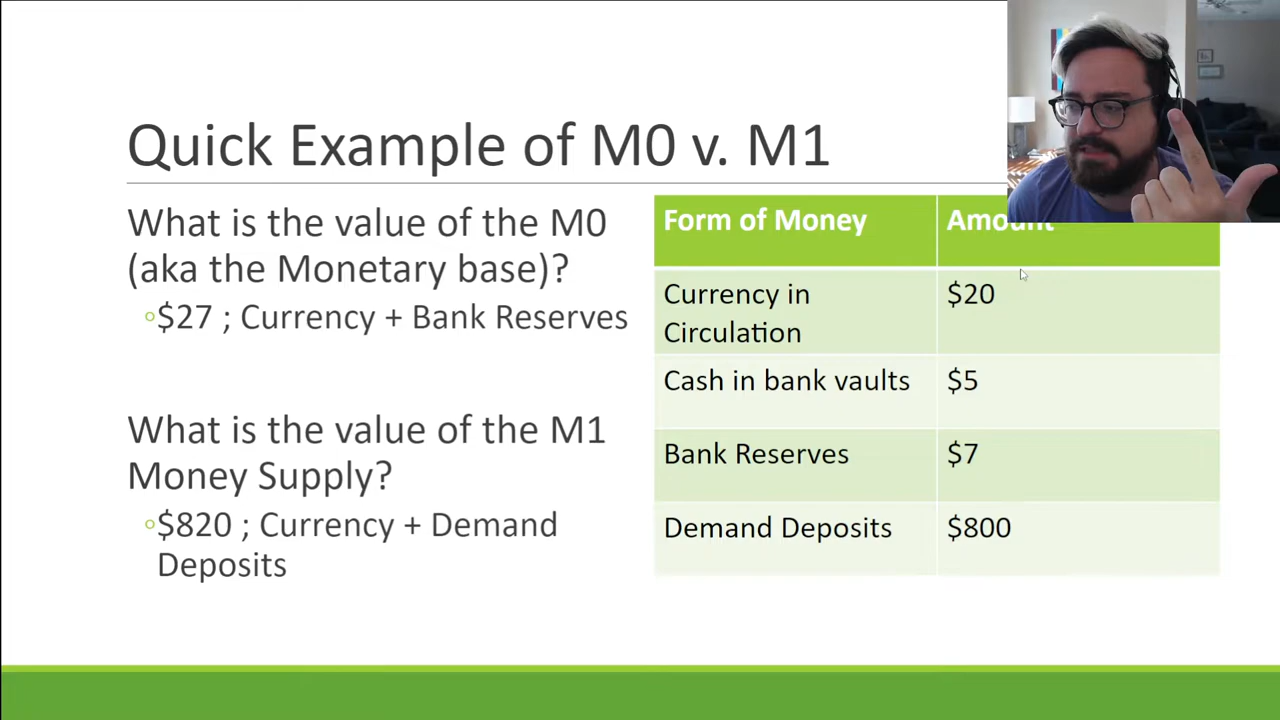 Quick Example of M0 v. M1
What is the value of the M0
(aka the Monetary base)?
$27 ; Currency + Bank Reserves
What is the value of the M1
Money Supply?
$820 ; Currency + Demand
Deposits
Form of Money Amount
Currency in $20
Circulation
Cash in bank vaults $5
Bank Reserves $7
Demand Deposits $800